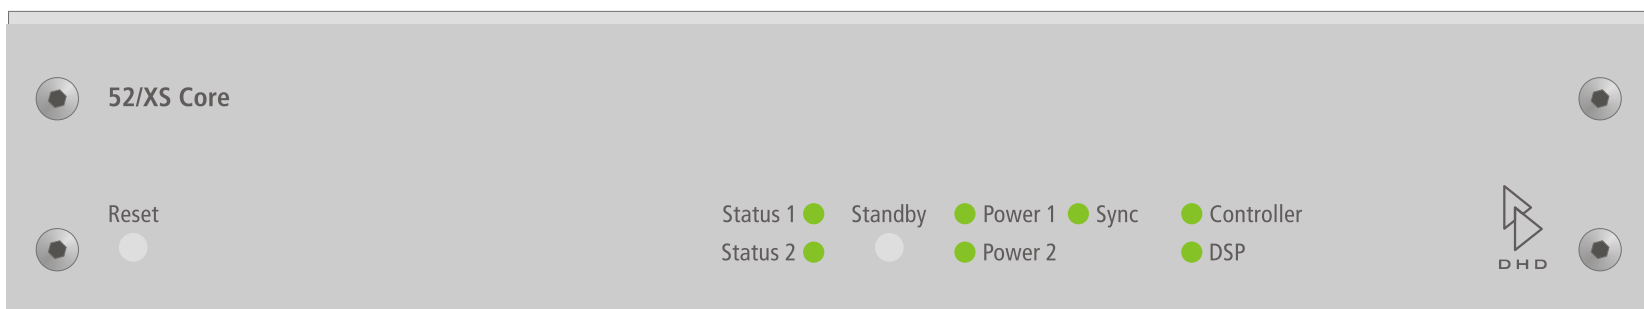 52/XS Core
Reset
Status 1
Standby
Power 1
Sync
Controller
Status 2
Power 2
DSP
DHD